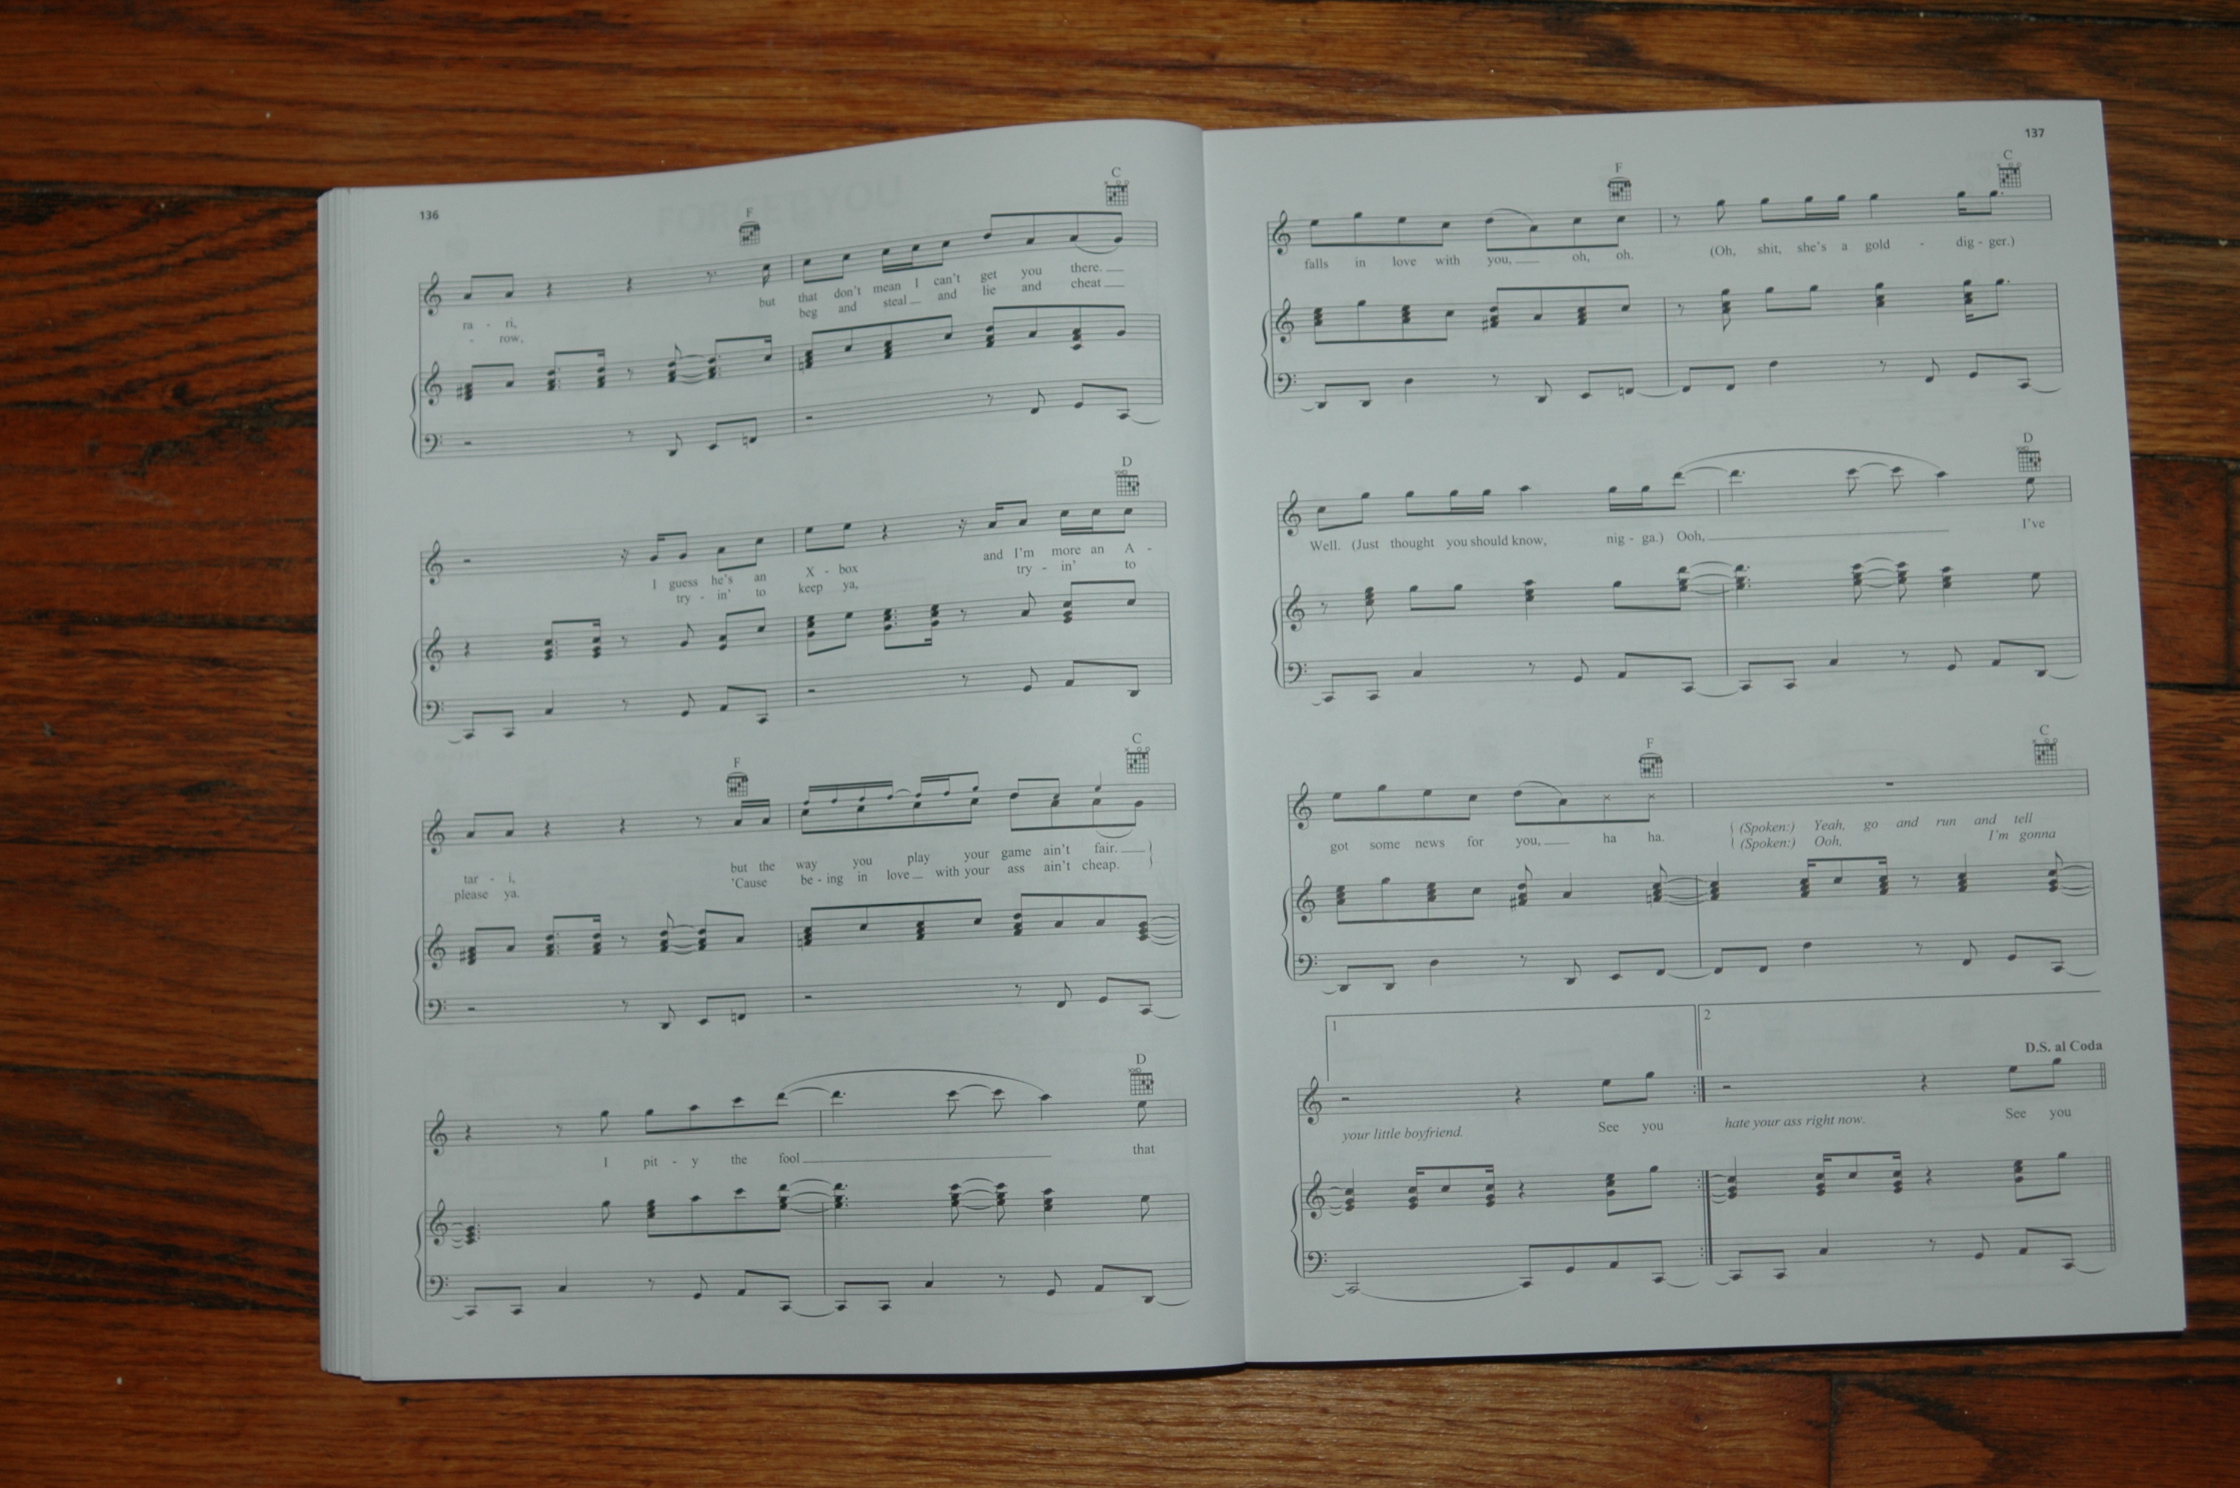 136
FORGET YOU
F
C
ra - ri, but that don't mean I can't get you there.
- row, beg and steal and lie and cheat
D
I guess he's an X - box and I'm more an A -
try - in' to keep ya, try - in' to
F
C
tar - i, but the way you play your game ain't fair.
please ya. 'Cause be - ing in love with your ass ain't cheap.
D
I pit - y the fool that
137
F
C
falls in love with you, oh, oh. (Oh, shit, she's a gold - dig - ger.)
D
Well. (Just thought you should know, nig - ga.) Ooh, I've
F
C
got some news for you, ha ha. (Spoken:) Yeah, go and run and tell
(Spoken:) Ooh, I'm gonna
1
2
D.S. al Coda
your little boyfriend. See you hate your ass right now. See you